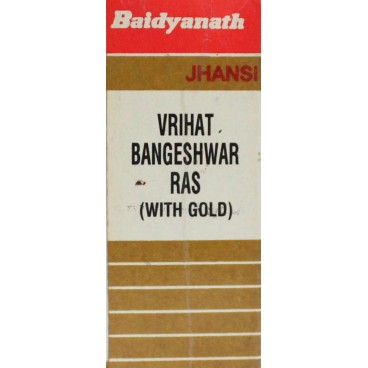 Baidyanath
JHANSI
VRIHAT
BANGESHWAR
RAS
(WITH GOLD)